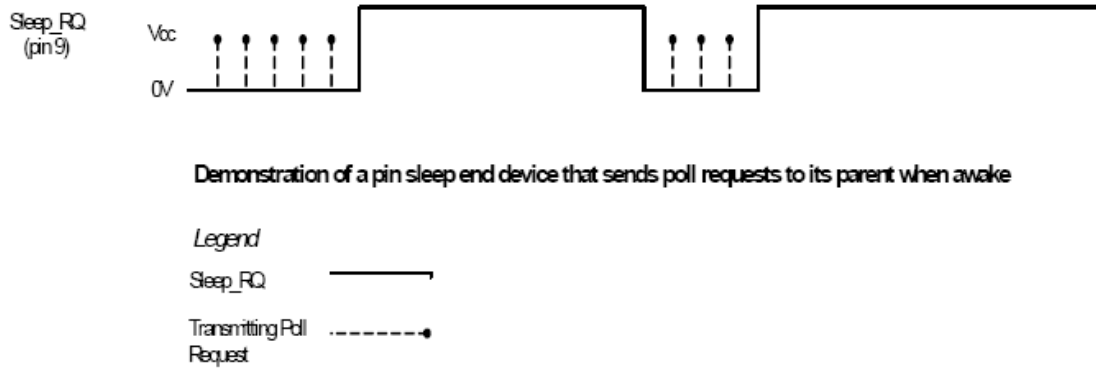 Sleep_RQ
(pin 9)
Vcc
0V
Demonstration of a pin sleep end device that sends poll requests to its parent when awake
Legend
Sleep_RQ
Transmitting Poll
Request